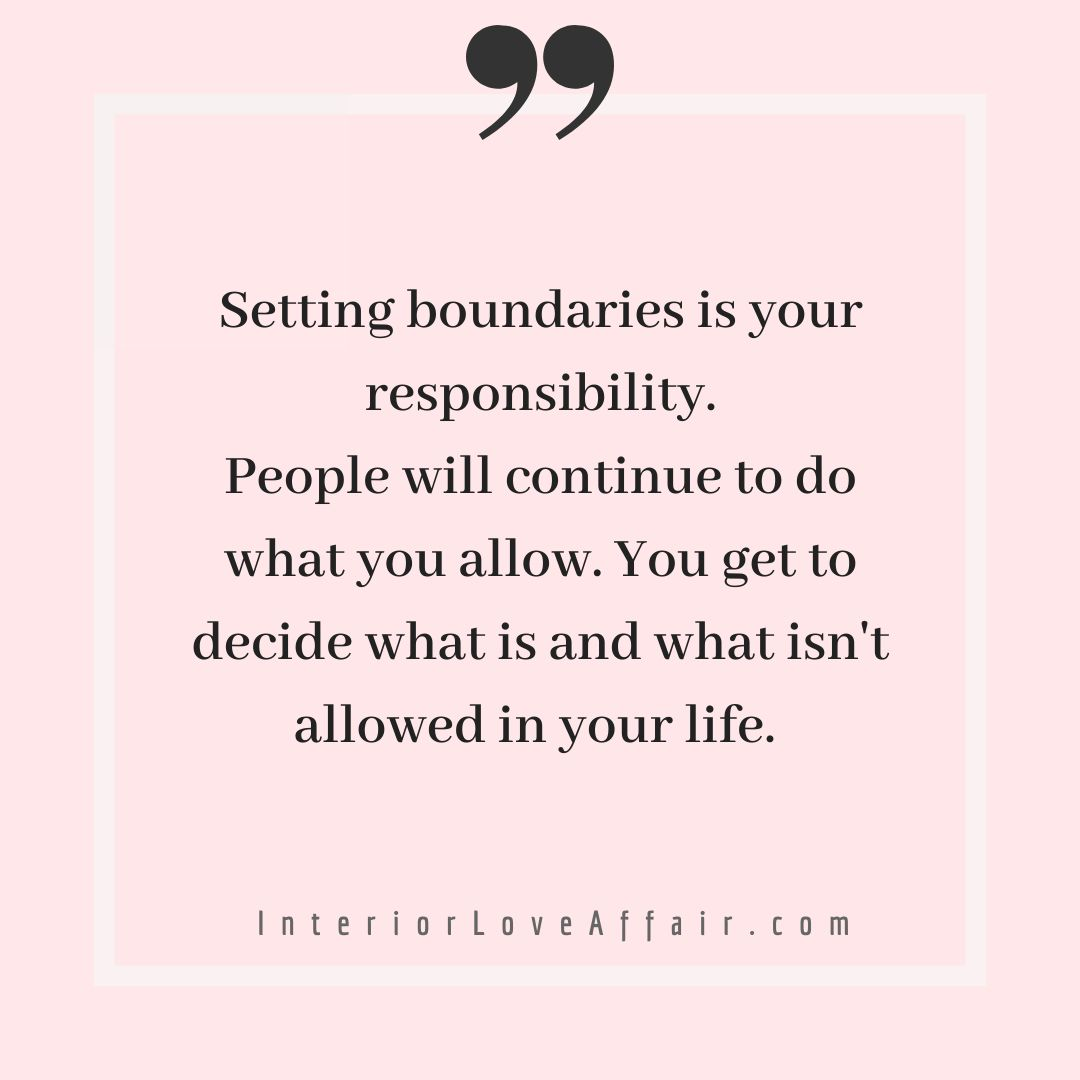 ”
Setting boundaries is your
responsibility.
People will continue to do
what you allow. You get to
decide what is and what isn't
allowed in your life.
InteriorLoveAffair.com